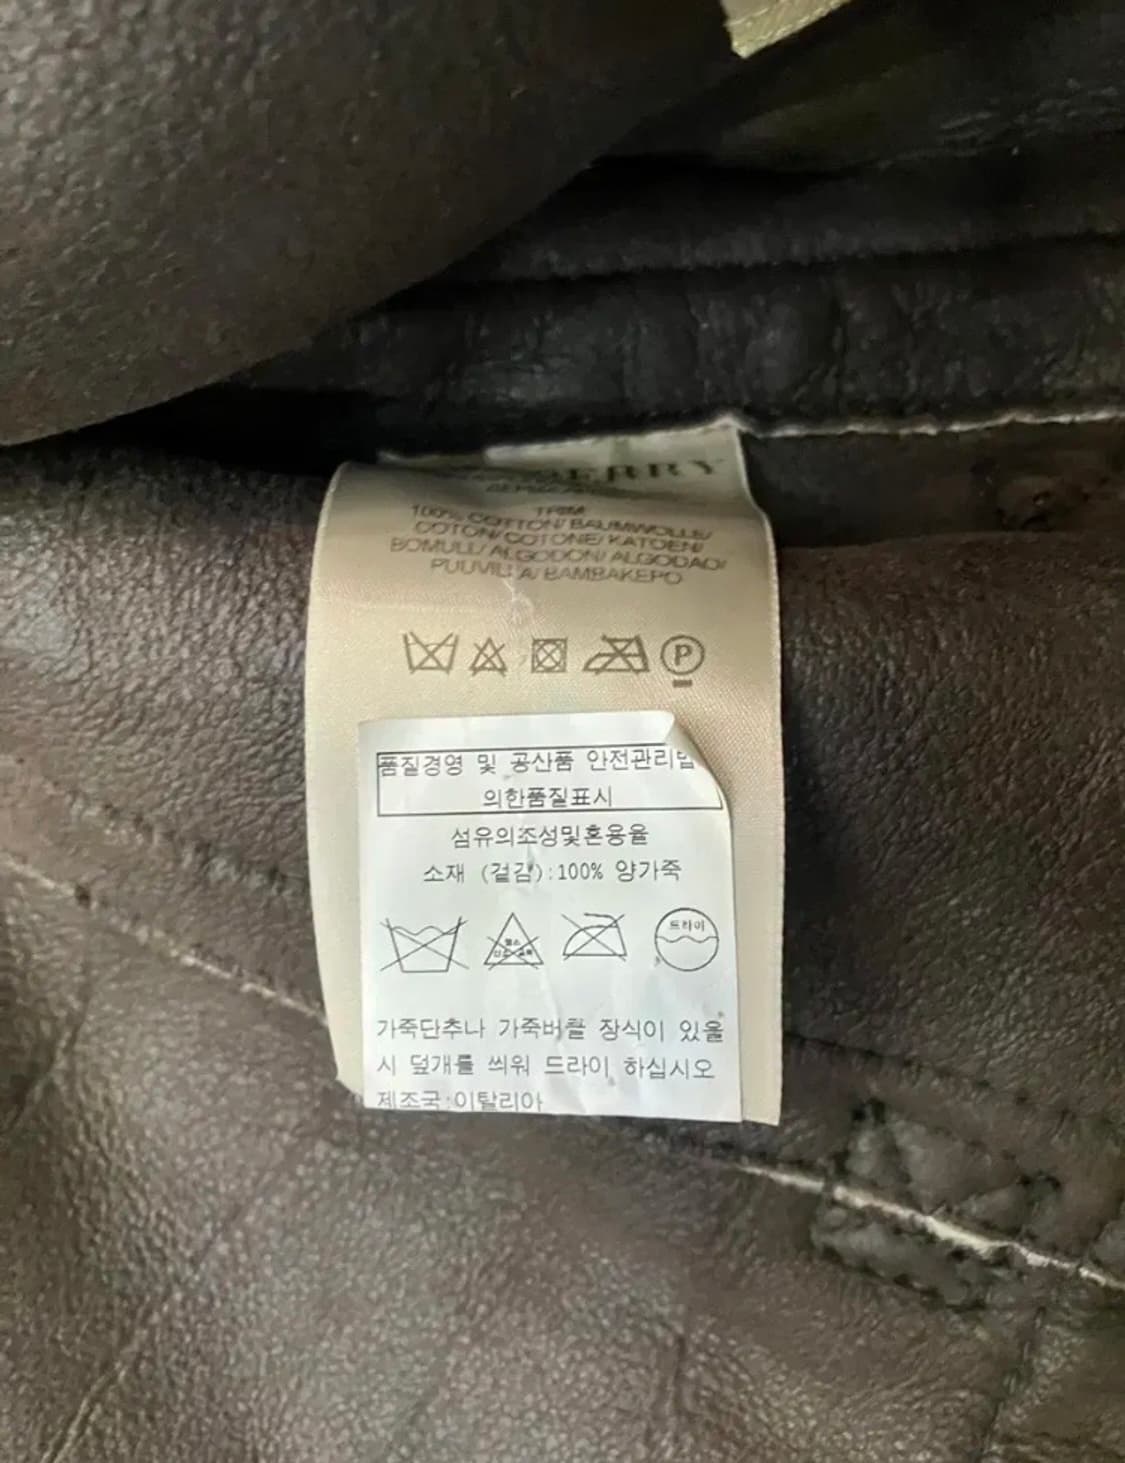 TRIM
100% COTTON/ BAUMWOLLE/
COTON/ COTONE/ KATOEN/
BOMULL/ ALGODON/ ALGODAO/
PUUVILLA/ BAMBAKEPO
P
품질경영 및 공산품 안전관리법
의한품질표시
섬유의조성및혼용율
소재 (겉감):100% 양가죽
드라이
가죽단추나 가죽버클 장식이 있을
시 덮개를 씌워 드라이 하십시오
제조국:이탈리아